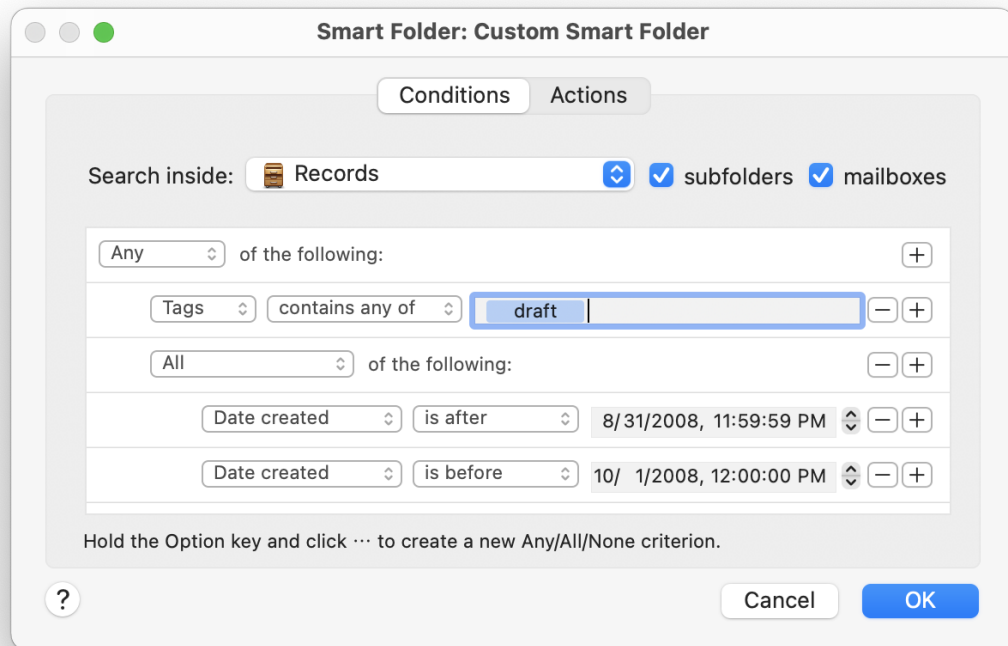 Smart Folder: Custom Smart Folder
Conditions Actions
Search inside: Records subfolders mailboxes
Any of the following:
Tags contains any of draft
All of the following:
Date created is after 8/31/2008, 11:59:59 PM
Date created is before 10/ 1/2008, 12:00:00 PM
Hold the Option key and click ··· to create a new Any/All/None criterion.
? Cancel OK